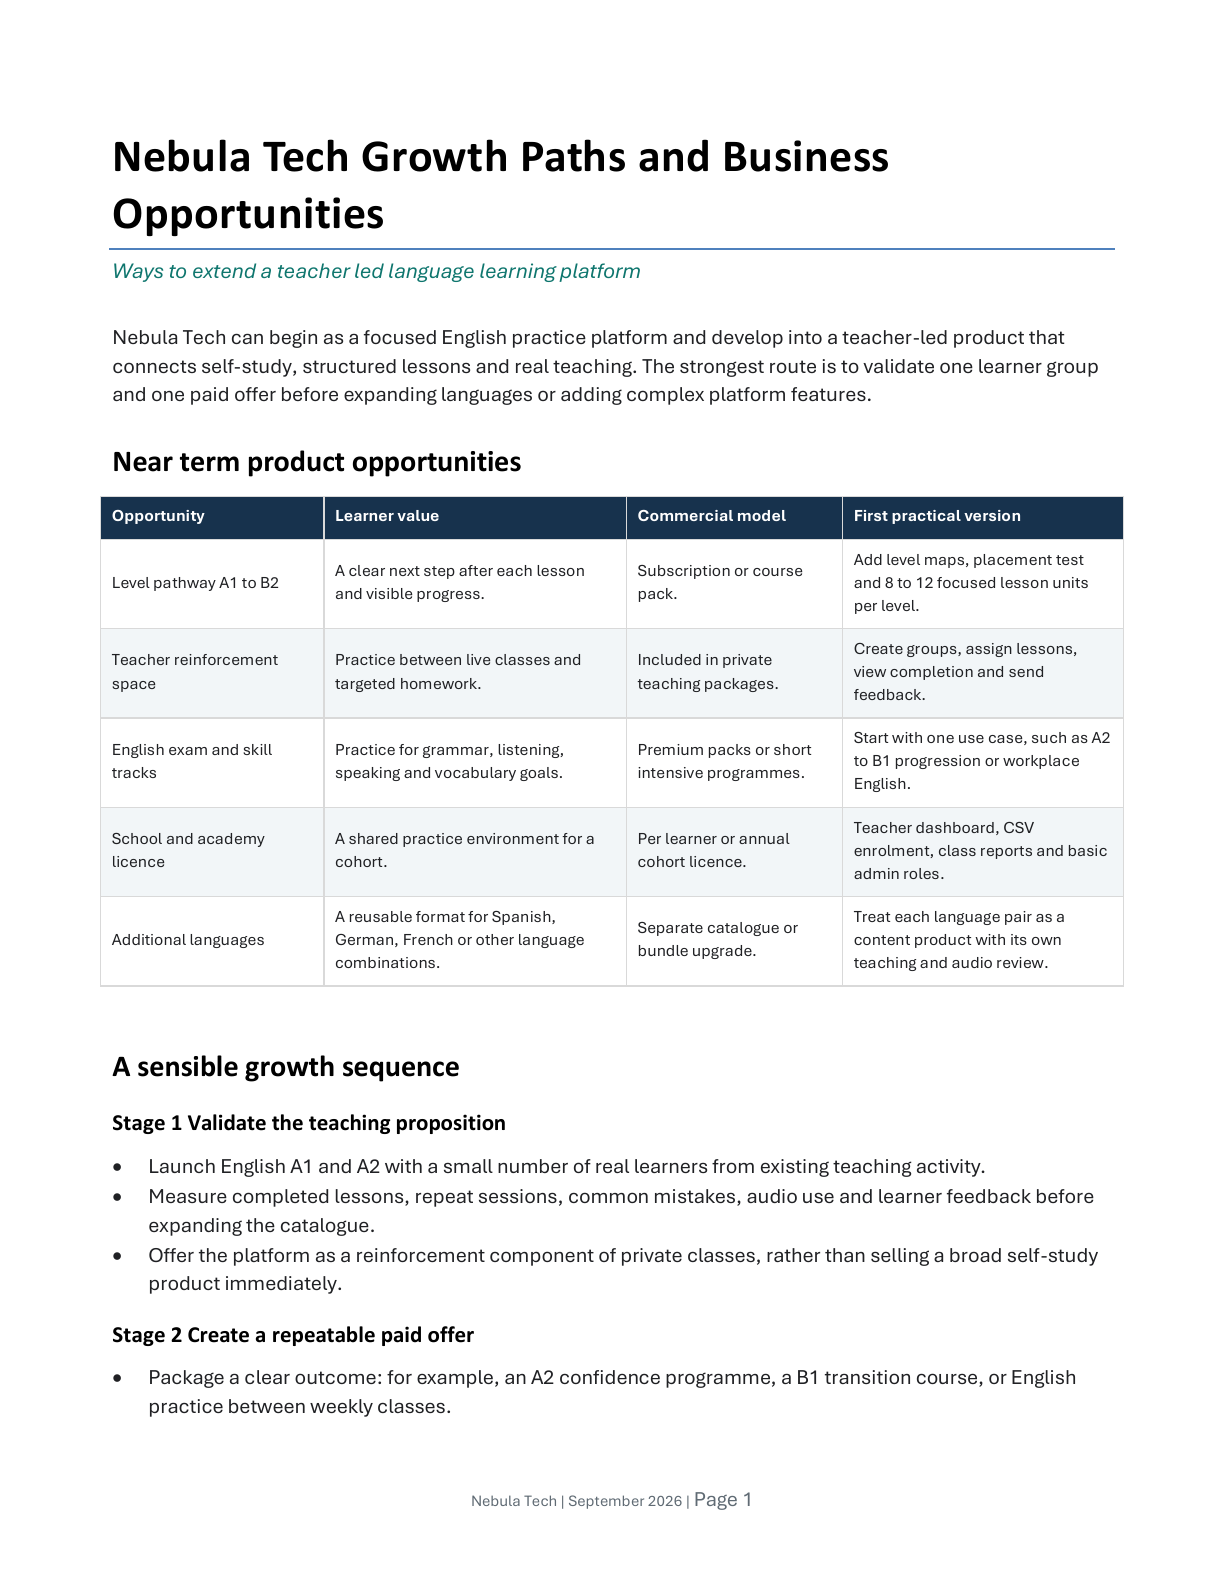 Nebula Tech Growth Paths and Business
Opportunities
Ways to extend a teacher led language learning platform
Nebula Tech can begin as a focused English practice platform and develop into a teacher-led product that
connects self-study, structured lessons and real teaching. The strongest route is to validate one learner group
and one paid offer before expanding languages or adding complex platform features.
Near term product opportunities
Opportunity
Learner value
Commercial model
First practical version
Level pathway A1 to B2
A clear next step after each lesson
and visible progress.
Subscription or course
pack.
Add level maps, placement test
and 8 to 12 focused lesson units
per level.
Teacher reinforcement
space
Practice between live classes and
targeted homework.
Included in private
teaching packages.
Create groups, assign lessons,
view completion and send
feedback.
English exam and skill
tracks
Practice for grammar, listening,
speaking and vocabulary goals.
Premium packs or short
intensive programmes.
Start with one use case, such as A2
to B1 progression or workplace
English.
School and academy
licence
A shared practice environment for a
cohort.
Per learner or annual
cohort licence.
Teacher dashboard, CSV
enrolment, class reports and basic
admin roles.
Additional languages
A reusable format for Spanish,
German, French or other language
combinations.
Separate catalogue or
bundle upgrade.
Treat each language pair as a
content product with its own
teaching and audio review.
A sensible growth sequence
Stage 1 Validate the teaching proposition
• Launch English A1 and A2 with a small number of real learners from existing teaching activity.
• Measure completed lessons, repeat sessions, common mistakes, audio use and learner feedback before
expanding the catalogue.
• Offer the platform as a reinforcement component of private classes, rather than selling a broad self-study
product immediately.
Stage 2 Create a repeatable paid offer
• Package a clear outcome: for example, an A2 confidence programme, a B1 transition course, or English
practice between weekly classes.
Nebula Tech | September 2026 | Page 1